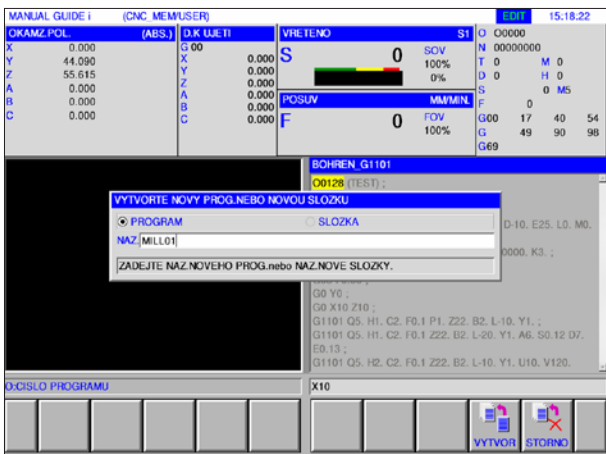 MANUAL GUIDE i (CNC_MEM/USER) EDIT 15:18.22
OKAMZ.POL. (ABS.) D.K UJETI VRETENO S1 O O0000
X 0.000 G 00 N 00000000
Y 44.090 X 0.000 S 0 SOV T 0 M 0
Z 55.615 Y 0.000 100% D 0 H 0
A 0.000 Z 0.000 0% S 0 M5
B 0.000 A 0.000 POSUV MM/MIN. F 0
C 0.000 B 0.000 F 0 FOV G00 17 40 54
C 0.000 100% G 49 90 98
G69
BOHREN_G1101
O0128 (TEST) ;
VYTVORTE NOVY PROG.NEBO NOVOU SLOZKU
PROGRAM SLOZKA
D-10. E25. L0. M0.
NAZ. MILL01
0000. K3. ;
ZADEJTE NAZ.NOVEHO PROG.nebo NAZ.NOVE SLOZKY.
G0 Y0 ;
G0 X10 Z10 ;
G1101 Q5. H1. C2. F0.1 P1. Z22. B2. L-10. Y1. ;
G1101 Q5. H1. C2. F0.1 Z22. B2. L-20. Y1. A6. S0.12 D7.
E0.13 ;
G1101 Q5. H2. C2. F0.1 Z22. B2. L-10. Y1. U10. V120.
O:CISLO PROGRAMU X10
VYTVOR STORNO